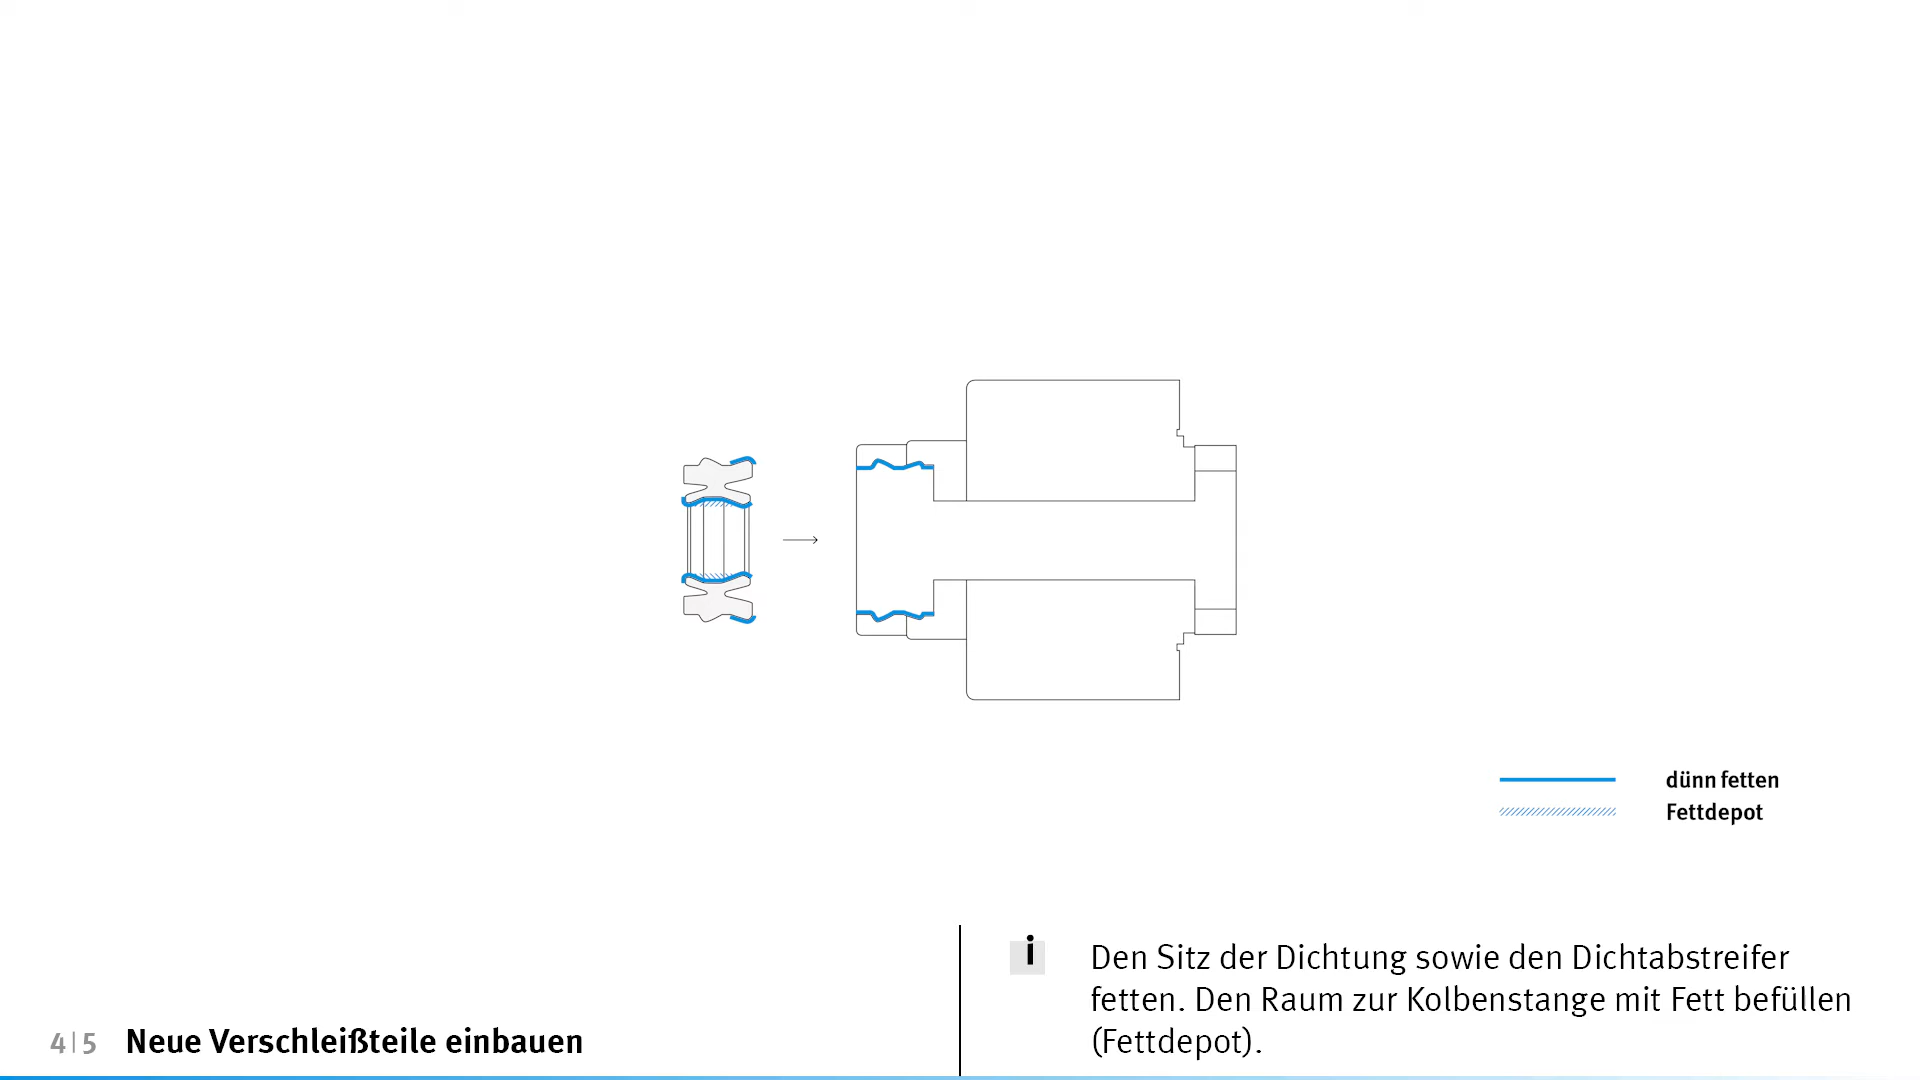 dünn fetten
Fettdepot
4|5 Neue Verschleißteile einbauen
i
Den Sitz der Dichtung sowie den Dichtabstreifer
fetten. Den Raum zur Kolbenstange mit Fett befüllen
(Fettdepot).